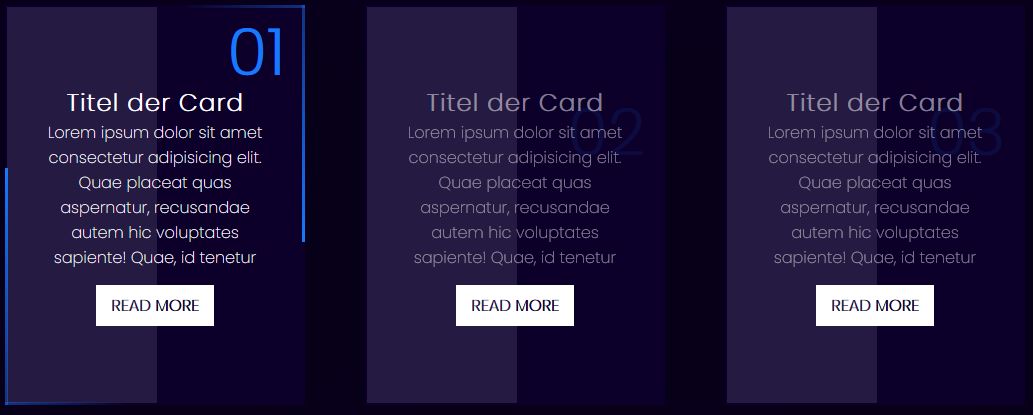 01
Titel der Card
Lorem ipsum dolor sit amet
consectetur adipisicing elit.
Quae placeat quas
aspernatur, recusandae
autem hic voluptates
sapiente! Quae, id tenetur
READ MORE
02
Titel der Card
Lorem ipsum dolor sit amet
consectetur adipisicing elit.
Quae placeat quas
aspernatur, recusandae
autem hic voluptates
sapiente! Quae, id tenetur
READ MORE
03
Titel der Card
Lorem ipsum dolor sit amet
consectetur adipisicing elit.
Quae placeat quas
aspernatur, recusandae
autem hic voluptates
sapiente! Quae, id tenetur
READ MORE